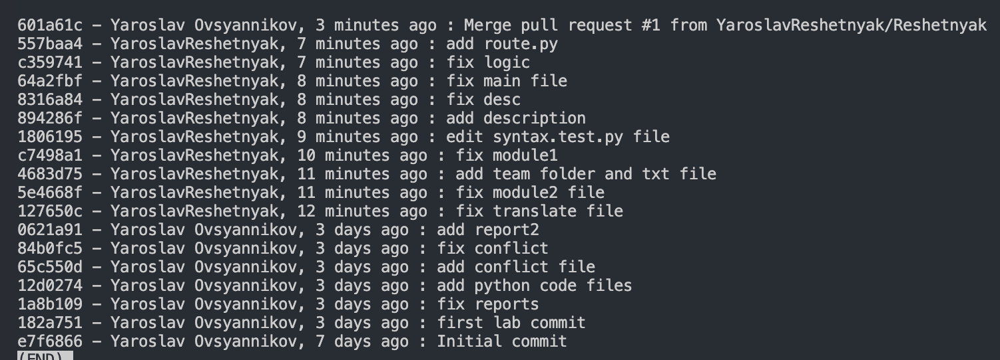 601a61c – Yaroslav Ovsyannikov, 3 minutes ago : Merge pull request #1 from YaroslavReshetnyak/Reshetnyak
557baa4 – YaroslavReshetnyak, 7 minutes ago : add route.py
c359741 – YaroslavReshetnyak, 7 minutes ago : fix logic
64a2fbf – YaroslavReshetnyak, 8 minutes ago : fix main file
8316a84 – YaroslavReshetnyak, 8 minutes ago : fix desc
894286f – YaroslavReshetnyak, 8 minutes ago : add description
1806195 – YaroslavReshetnyak, 9 minutes ago : edit syntax.test.py file
c7498a1 – YaroslavReshetnyak, 10 minutes ago : fix module1
4683d75 – YaroslavReshetnyak, 11 minutes ago : add team folder and txt file
5e4668f – YaroslavReshetnyak, 11 minutes ago : fix module2 file
127650c – YaroslavReshetnyak, 12 minutes ago : fix translate file
0621a91 – Yaroslav Ovsyannikov, 3 days ago : add report2
84b0fc5 – Yaroslav Ovsyannikov, 3 days ago : fix conflict
65c550d – Yaroslav Ovsyannikov, 3 days ago : add conflict file
12d0274 – Yaroslav Ovsyannikov, 3 days ago : add python code files
1a8b109 – Yaroslav Ovsyannikov, 3 days ago : fix reports
182a751 – Yaroslav Ovsyannikov, 3 days ago : first lab commit
e7f6866 – Yaroslav Ovsyannikov, 7 days ago : Initial commit
(END)